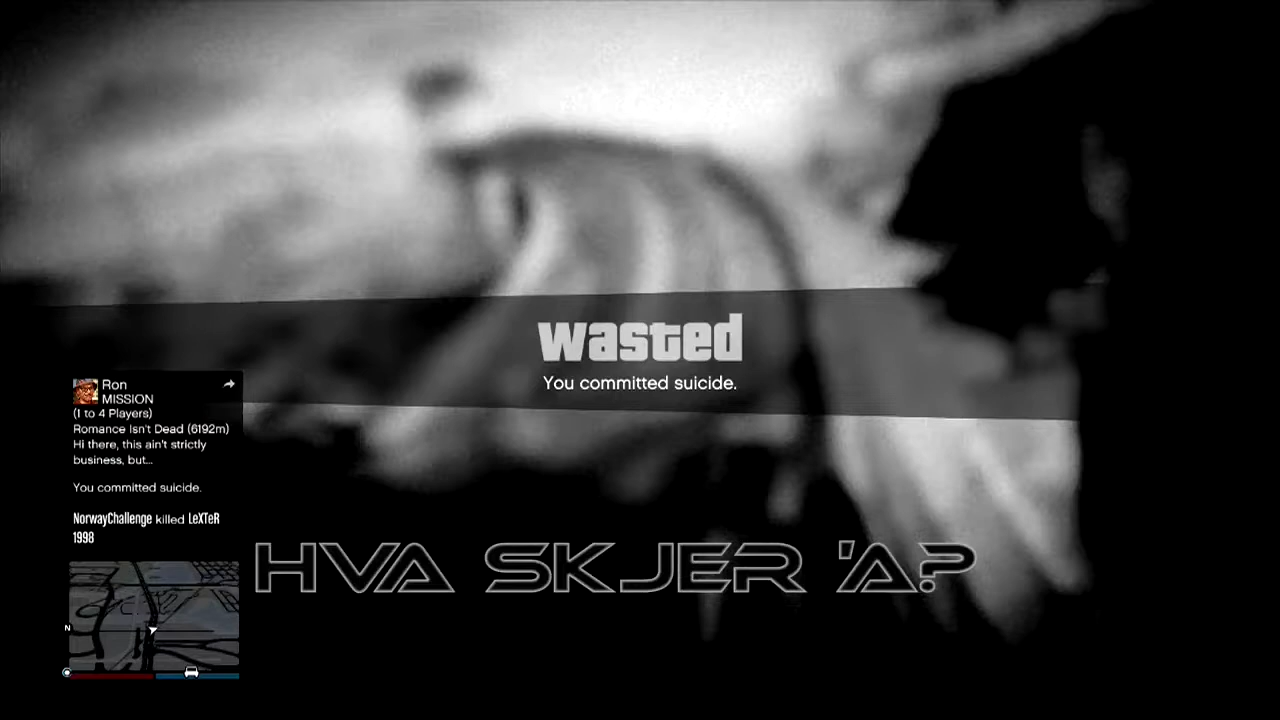 wasted
You committed suicide.
Ron
MISSION
(1 to 4 Players)
Romance Isn't Dead (6192m)
Hi there, this ain't strictly
business, but...
You committed suicide.
NorwayChallenge killed LeXTeR
1998
HVA SKJER 'A?
N